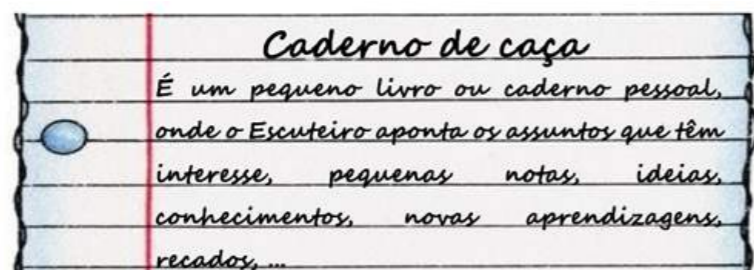 Caderno de caça
É um pequeno livro ou caderno pessoal,
onde o Escuteiro aponta os assuntos que têm
interesse, pequenas notas, ideias,
conhecimentos, novas aprendizagens,
recados, ...